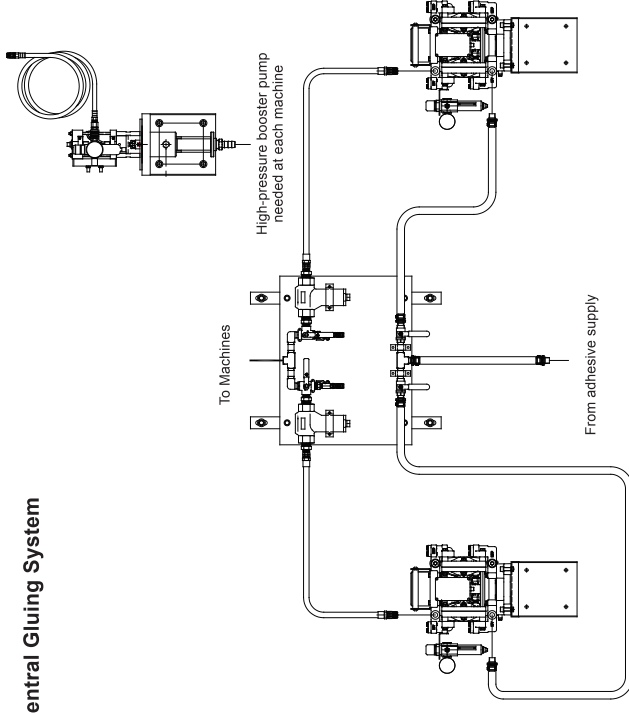 entral Gluing System
To Machines
High-pressure booster pump
needed at each machine
From adhesive supply